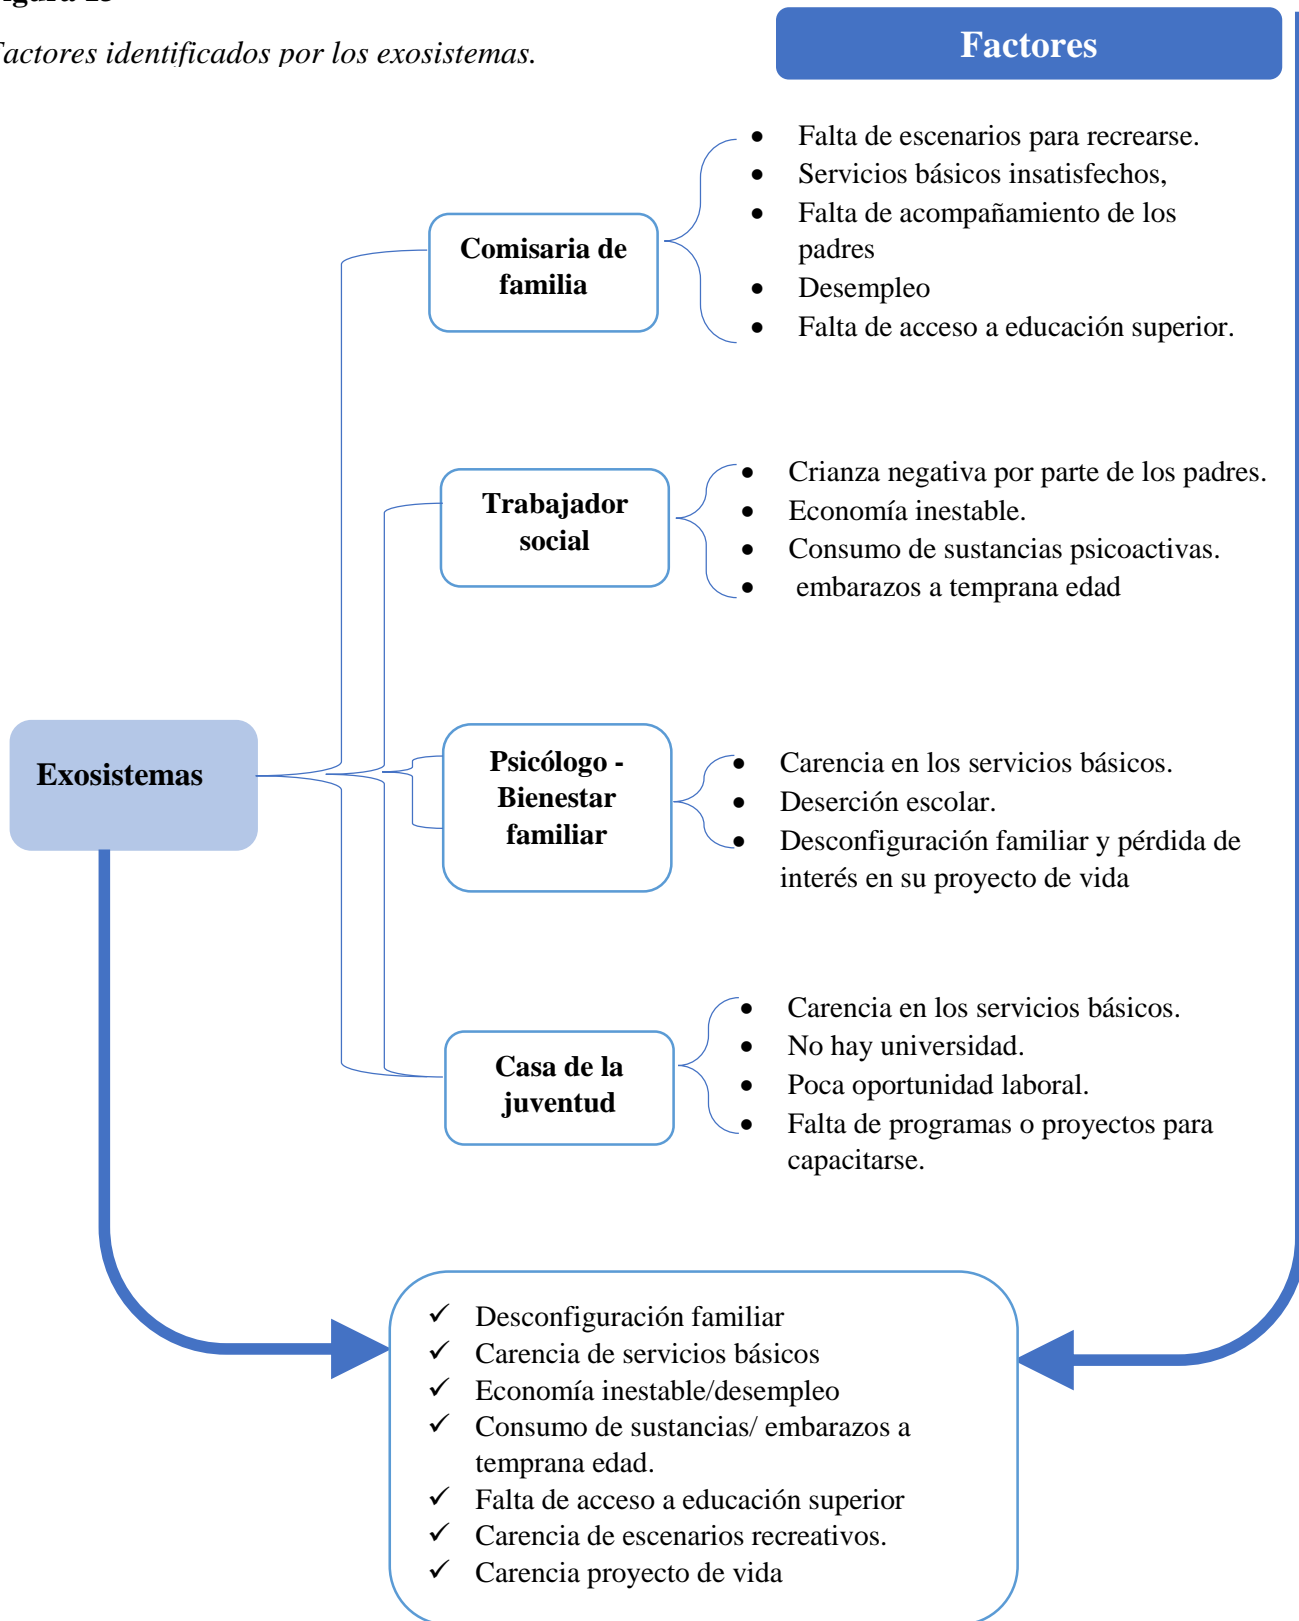 Factores identificados por los exosistemas.
Factores
• Falta de escenarios para recrearse.
• Servicios básicos insatisfechos,
• Falta de acompañamiento de los
padres
• Desempleo
• Falta de acceso a educación superior.
Comisaria de
familia
• Crianza negativa por parte de los padres.
• Economía inestable.
• Consumo de sustancias psicoactivas.
• embarazos a temprana edad
Trabajador
social
Exosistemas
Psicólogo -
Bienestar
familiar
• Carencia en los servicios básicos.
• Deserción escolar.
• Desconfiguración familiar y pérdida de
interés en su proyecto de vida
Casa de la
juventud
• Carencia en los servicios básicos.
• No hay universidad.
• Poca oportunidad laboral.
• Falta de programas o proyectos para
capacitarse.
✓ Desconfiguración familiar
✓ Carencia de servicios básicos
✓ Economía inestable/desempleo
✓ Consumo de sustancias/ embarazos a
temprana edad.
✓ Falta de acceso a educación superior
✓ Carencia de escenarios recreativos.
✓ Carencia proyecto de vida